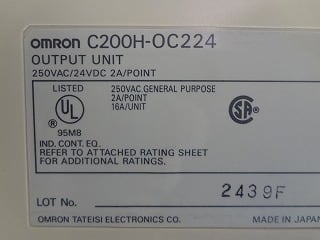 OMRON C200H-OC224
OUTPUT UNIT
250VAC/24VDC 2A/POINT
LISTED
UL
®
95M8
250VAC.GENERAL PURPOSE
2A/POINT
16A/UNIT
SA
®
IND. CONT. EQ.
REFER TO ATTACHED RATING SHEET
FOR ADDITIONAL RATINGS.
LOT No. 2439F
OMRON TATEISI ELECTRONICS CO. MADE IN JAPAN